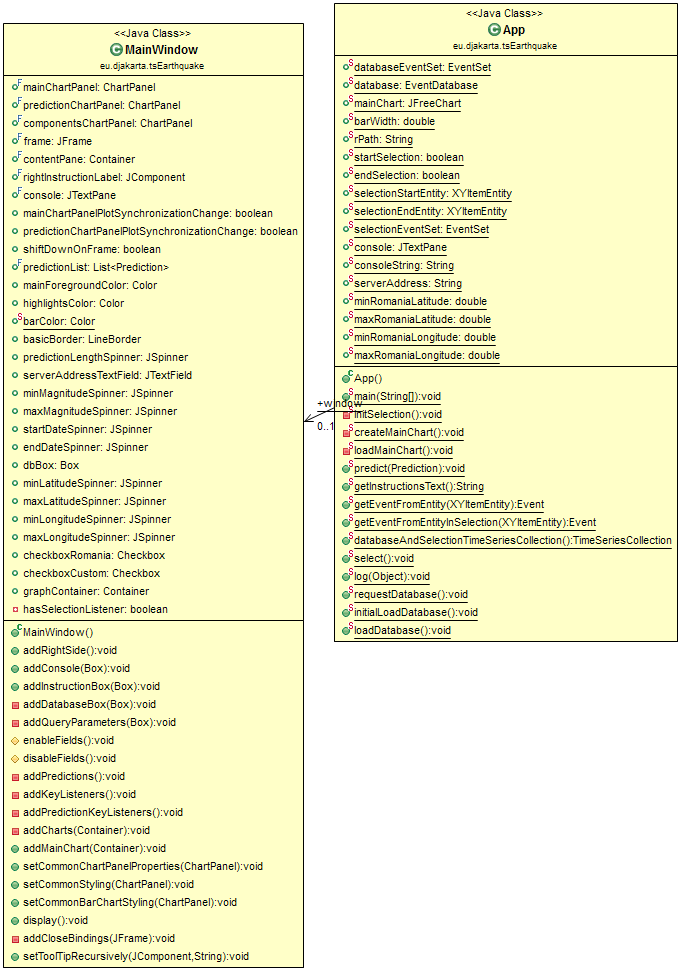 <<Java Class>>
MainWindow
eu.djakarta.tsEarthquake
mainChartPanel: ChartPanel
predictionChartPanel: ChartPanel
componentsChartPanel: ChartPanel
frame: JFrame
contentPane: Container
rightInstructionLabel: JComponent
console: JTextPane
mainChartPanelPlotSynchronizationChange: boolean
predictionChartPanelPlotSynchronizationChange: boolean
shiftDownOnFrame: boolean
predictionList: List<Prediction>
mainForegroundColor: Color
highlightsColor: Color
barColor: Color
basicBorder: LineBorder
predictionLengthSpinner: JSpinner
serverAddressTextField: JTextField
minMagnitudeSpinner: JSpinner
maxMagnitudeSpinner: JSpinner
startDateSpinner: JSpinner
endDateSpinner: JSpinner
dbBox: Box
minLatitudeSpinner: JSpinner
maxLatitudeSpinner: JSpinner
minLongitudeSpinner: JSpinner
maxLongitudeSpinner: JSpinner
checkboxRomania: Checkbox
checkboxCustom: Checkbox
graphContainer: Container
hasSelectionListener: boolean
MainWindow()
addRightSide():void
addConsole(Box):void
addInstructionBox(Box):void
addDatabaseBox(Box):void
addQueryParameters(Box):void
enableFields():void
disableFields():void
addPredictions():void
addKeyListeners():void
addPredictionKeyListeners():void
addCharts(Container):void
addMainChart(Container):void
setCommonChartPanelProperties(ChartPanel):void
setCommonStyling(ChartPanel):void
setCommonBarChartStyling(ChartPanel):void
display():void
addCloseBindings(JFrame):void
setToolTipRecursively(JComponent,String):void
+window
0..1
<<Java Class>>
App
eu.djakarta.tsEarthquake
databaseEventSet: EventSet
database: EventDatabase
mainChart: JFreeChart
barWidth: double
rPath: String
startSelection: boolean
endSelection: boolean
selectionStartEntity: XYItemEntity
selectionEndEntity: XYItemEntity
selectionEventSet: EventSet
console: JTextPane
consoleString: String
serverAddress: String
minRomaniaLatitude: double
maxRomaniaLatitude: double
minRomaniaLongitude: double
maxRomaniaLongitude: double
App()
main(String[]):void
initSelection():void
createMainChart():void
loadMainChart():void
predict(Prediction):void
getInstructionsText():String
getEventFromEntity(XYItemEntity):Event
getEventFromEntityInSelection(XYItemEntity):Event
databaseAndSelectionTimeSeriesCollection():TimeSeriesCollection
select():void
log(Object):void
requestDatabase():void
initialLoadDatabase():void
loadDatabase():void